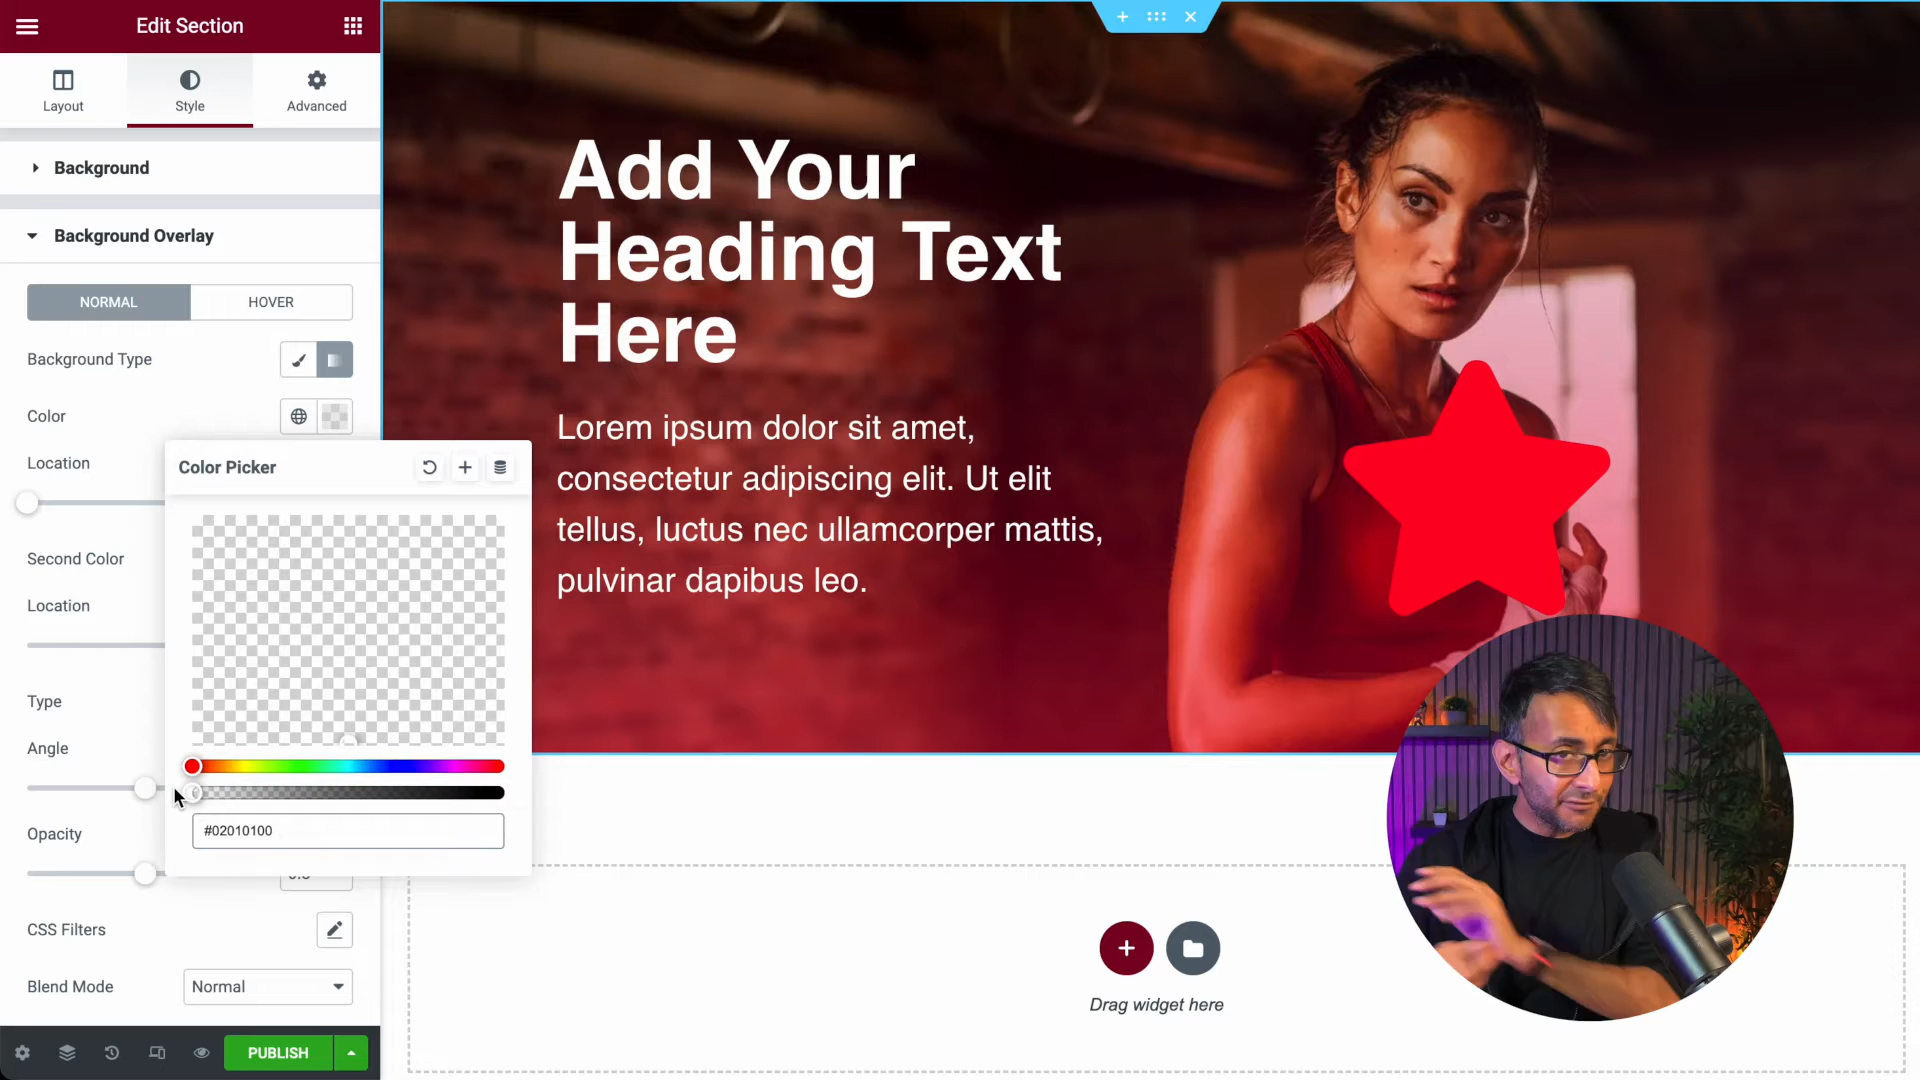 Edit Section
Layout
Style
Advanced
Background
Background Overlay
NORMAL
HOVER
Background Type
Color
Location
Color Picker
Second Color
Location
Type
Angle
#02010100
Opacity
CSS Filters
Blend Mode
Normal
PUBLISH
Add Your
Heading Text
Here
Lorem ipsum dolor sit amet,
consectetur adipiscing elit. Ut elit
tellus, luctus nec ullamcorper mattis,
pulvinar dapibus leo.
Drag widget here